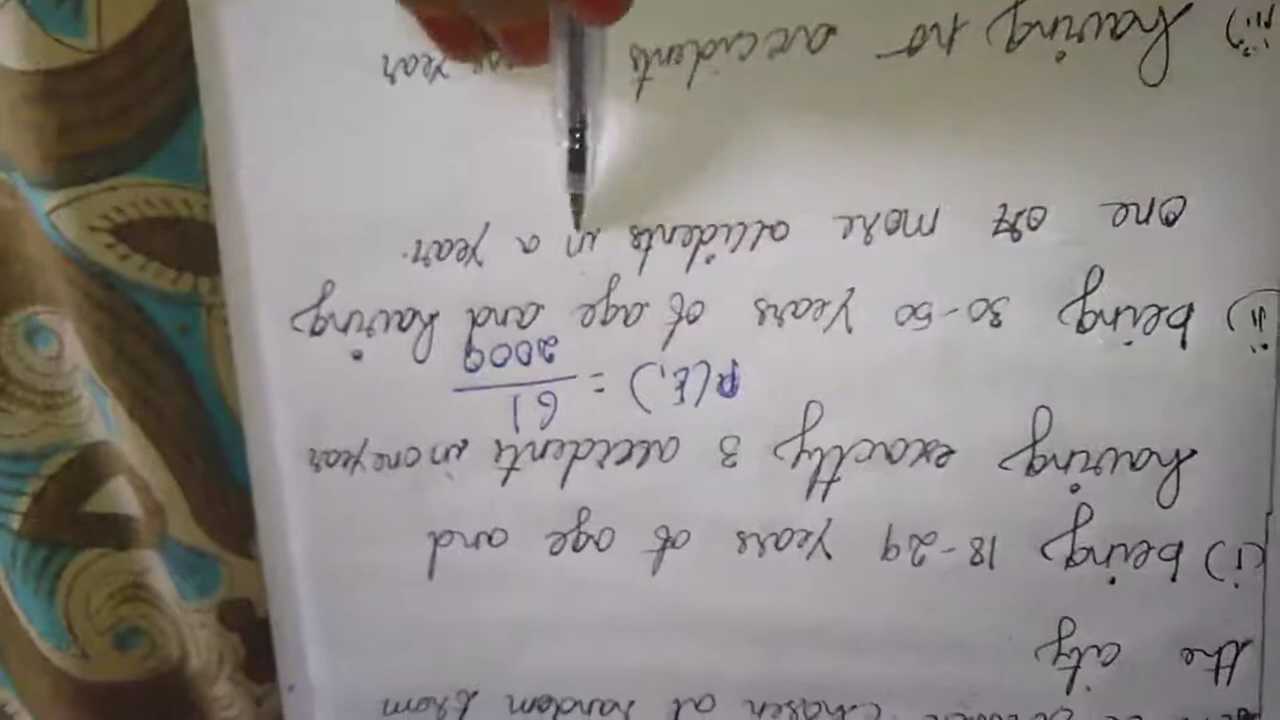 chosen at random from
the city
(i) being 18-29 years of age and
having exactly 3 accidents in one year
P(E₁) = 61/2009
ii) being 30-50 years of age and having
one or more accidents in a year.
iii) having no accidents year